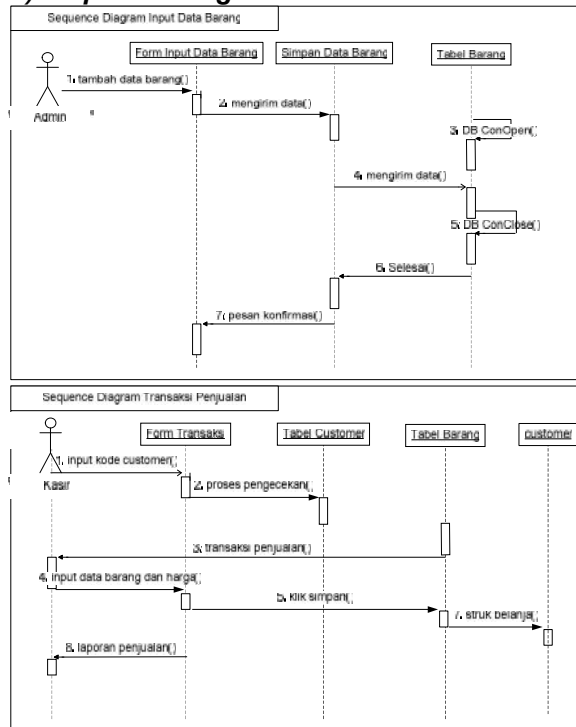 Sequence Diagram Input Data Barang
Form Input Data Barang
Simpan Data Barang
Tabel Barang
1. tambah data barang()
Admin
2. mengirim data()
3. DB ConOpen()
4. mengirim data()
5. DB ConClose()
6. Selesai()
7. pesan konfirmasi()
Sequence Diagram Transaksi Penjualan
Form Transaks
Tabel Customer
Tabel Barang
customer
1. input kode customer()
Kasir
2. proses pengecekan()
3. transaksi penjualan()
4. input data barang dan harga()
5. klik simpan()
7. struk belanja()
8. laporan penjualan()